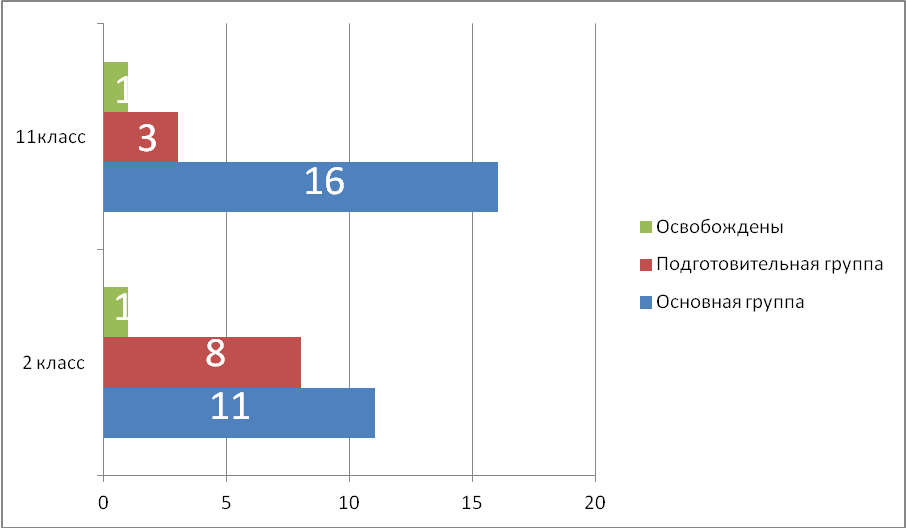 1
11класс
3
16
1
2 класс
8
11
0 5 10 15 20
Освобождены
Подготовительная группа
Основная группа